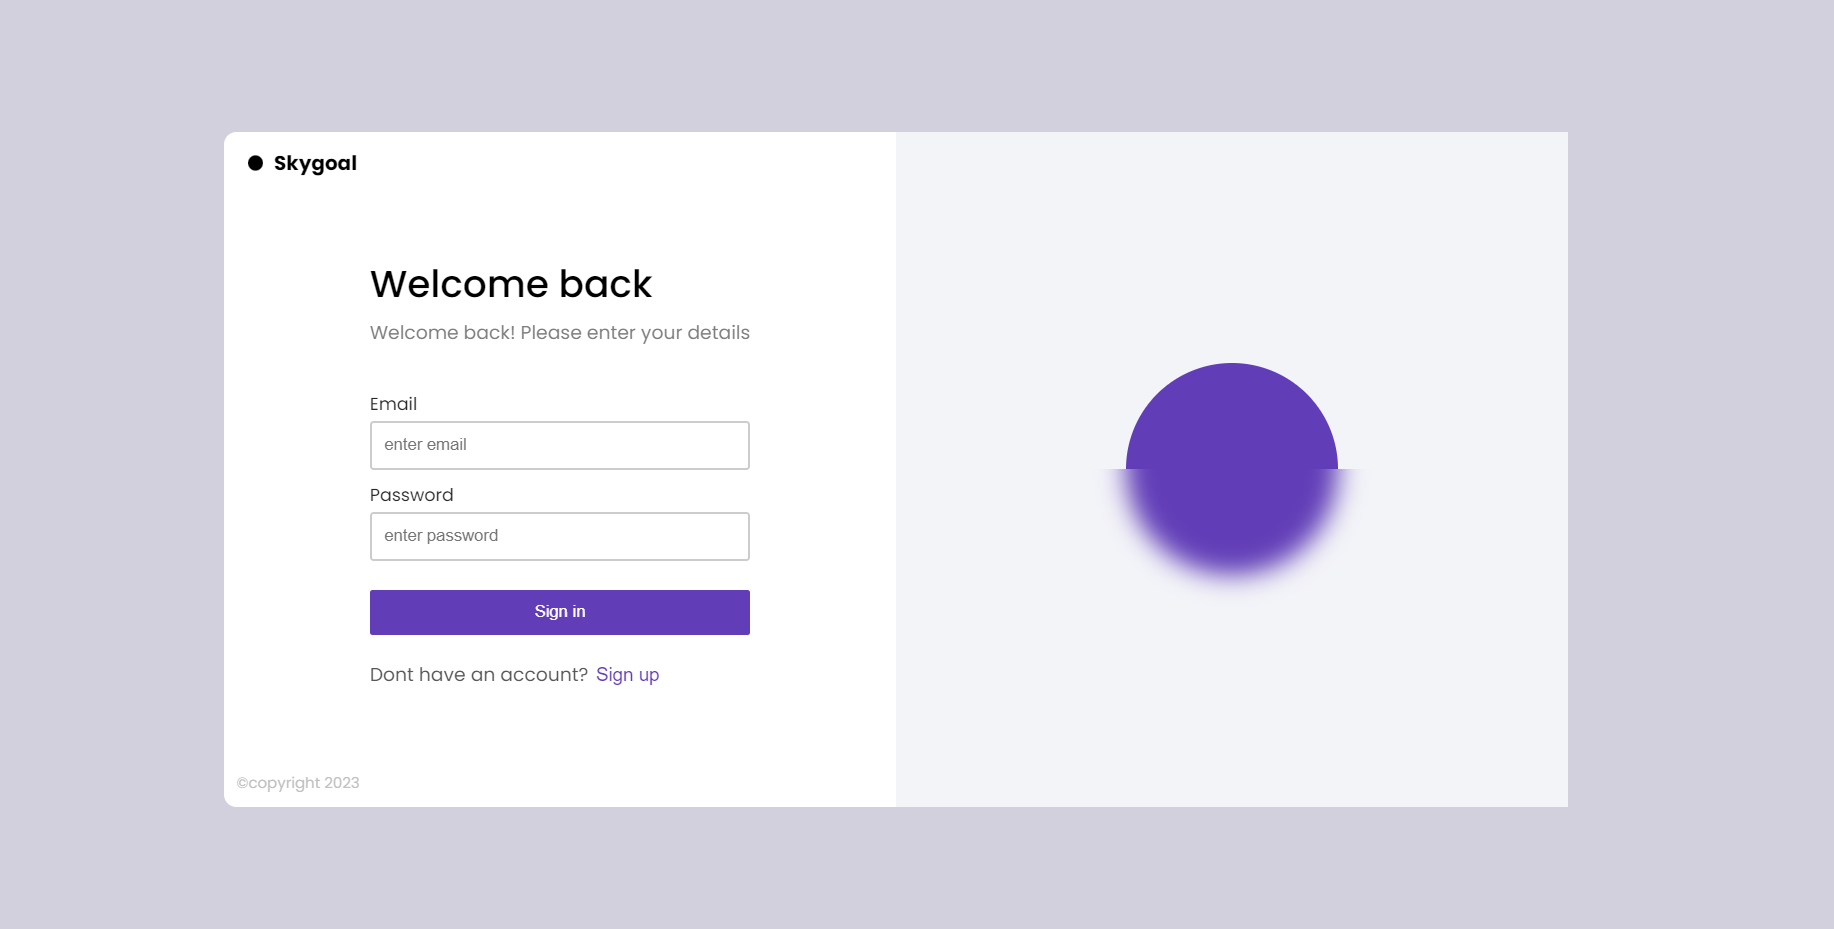 Skygoal
Welcome back
Welcome back! Please enter your details
Email
enter email
Password
enter password
Sign in
Dont have an account? Sign up
©copyright 2023